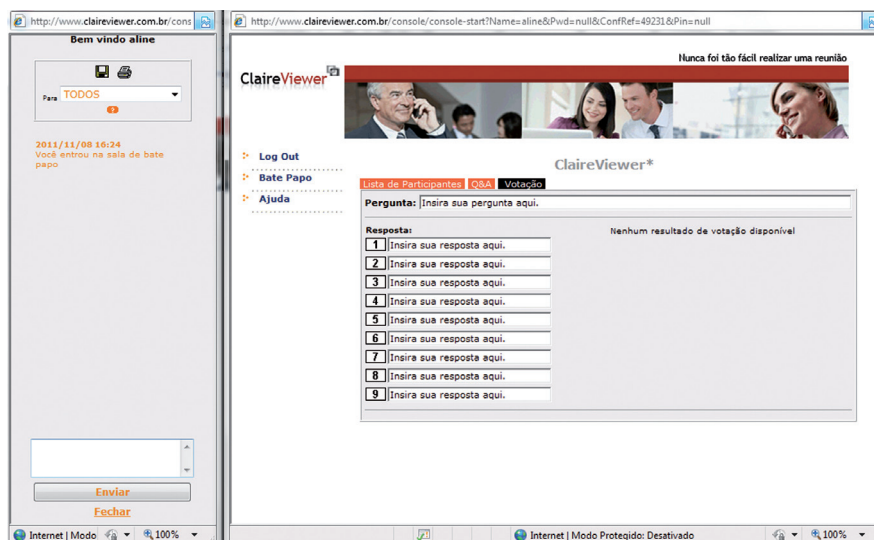 http://www.claireviewer.com.br/cons
Bem vindo aline
Para TODOS
?
2011/11/08 16:24
Você entrou na sala de bate
papo
Enviar
Fechar
Internet | Modo
100%
http://www.claireviewer.com.br/console/console-start?Name=aline&Pwd=null&ConfRef=49231&Pin=null
Nunca foi tão fácil realizar uma reunião
ClaireViewer
Log Out
Bate Papo
Ajuda
ClaireViewer*
Lista de Participantes Q&A Votação
Pergunta: Insira sua pergunta aqui.
Resposta:
Nenhum resultado de votação disponível
1 Insira sua resposta aqui.
2 Insira sua resposta aqui.
3 Insira sua resposta aqui.
4 Insira sua resposta aqui.
5 Insira sua resposta aqui.
6 Insira sua resposta aqui.
7 Insira sua resposta aqui.
8 Insira sua resposta aqui.
9 Insira sua resposta aqui.
Internet | Modo Protegido: Desativado
100%